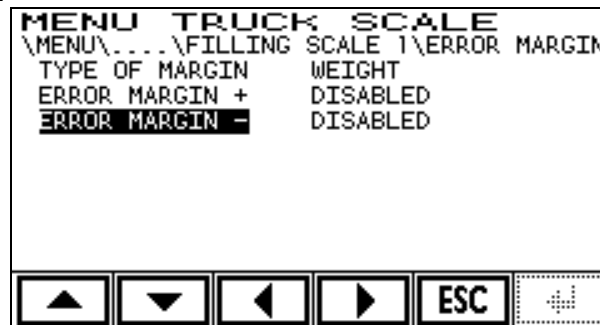 MENU TRUCK SCALE
\MENU\....\FILLING SCALE 1\ERROR MARGIN
TYPE OF MARGIN WEIGHT
ERROR MARGIN + DISABLED
ERROR MARGIN - DISABLED
ESC